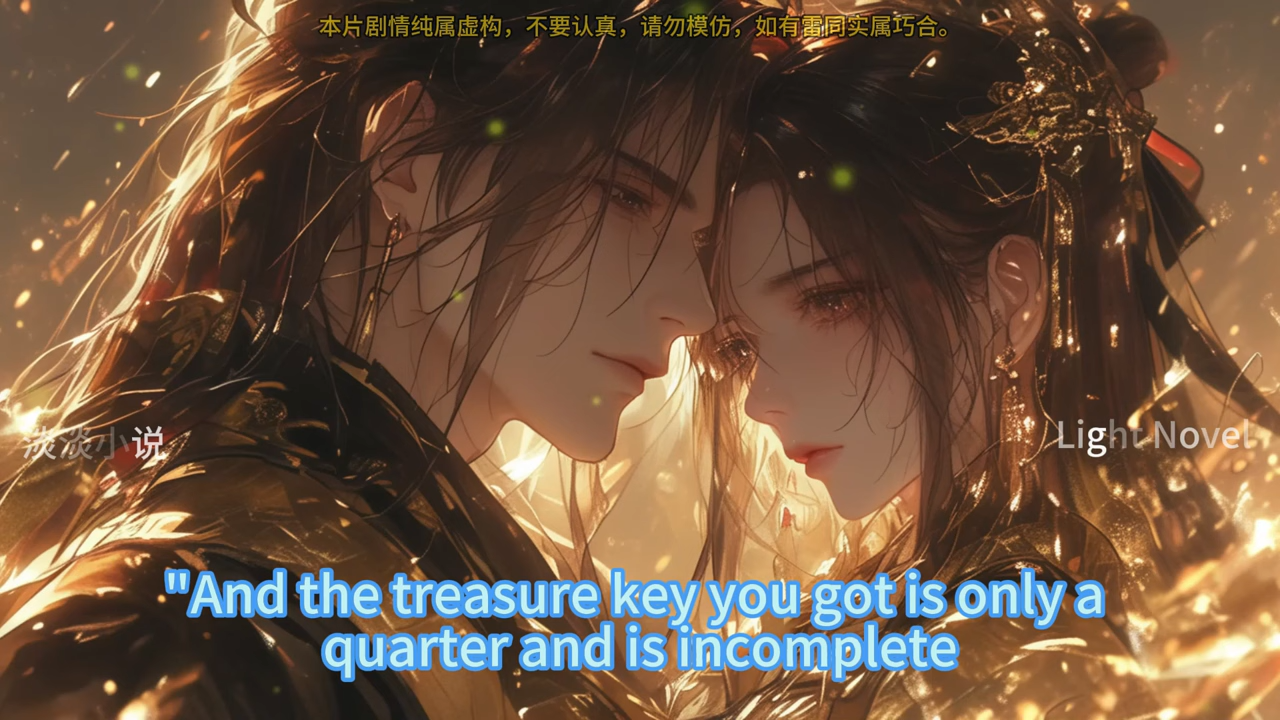 本片剧情纯属虚构，不要认真，请勿模仿，如有雷同实属巧合。
淡淡小说
Light Novel
"And the treasure key you got is only a
quarter and is incomplete